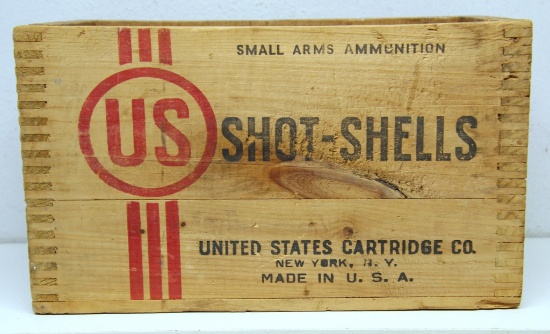 SMALL ARMS AMMUNITION
US SHOT-SHELLS
UNITED STATES CARTRIDGE CO.
NEW YORK, N. Y.
MADE IN U. S. A.